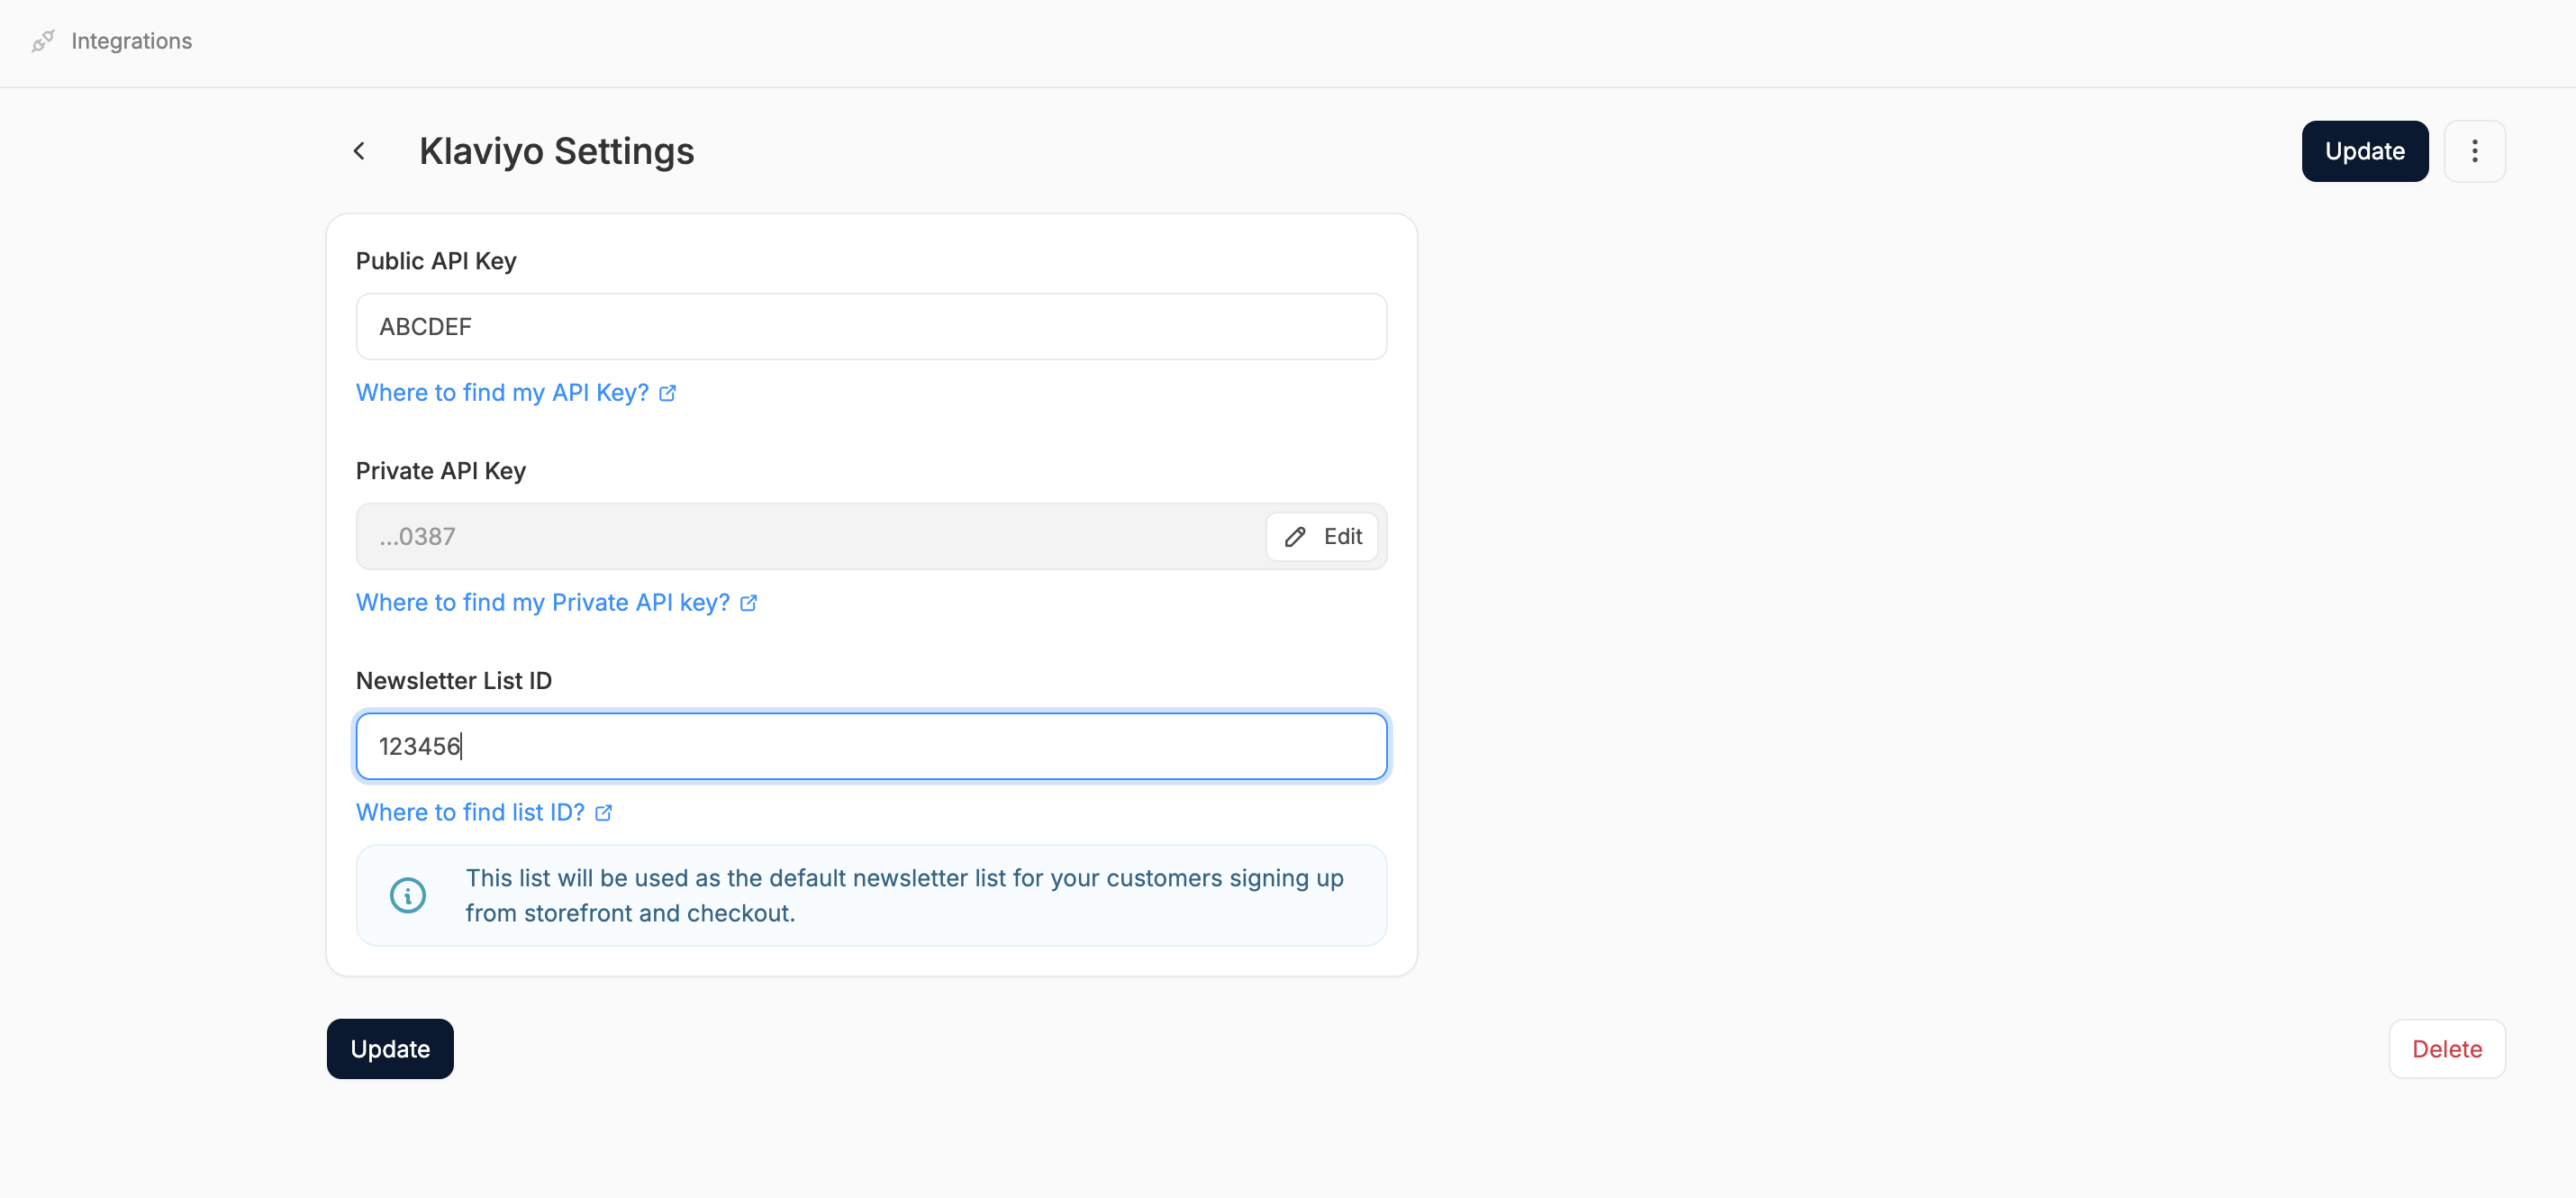 Integrations
Klaviyo Settings
Update
Public API Key
ABCDEF
Where to find my API Key?
Private API Key
...0387
Edit
Where to find my Private API key?
Newsletter List ID
123456
Where to find list ID?
This list will be used as the default newsletter list for your customers signing up
from storefront and checkout.
Update
Delete